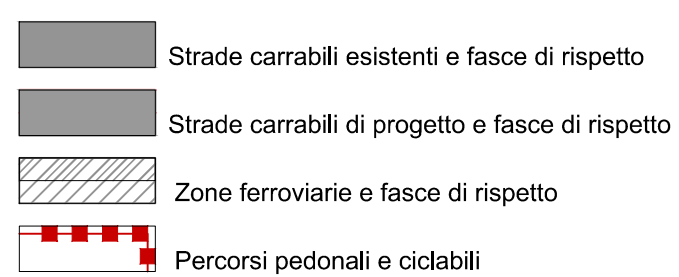 Strade carrabili esistenti e fasce di rispetto
Strade carrabili di progetto e fasce di rispetto
Zone ferroviarie e fasce di rispetto
Percorsi pedonali e ciclabili